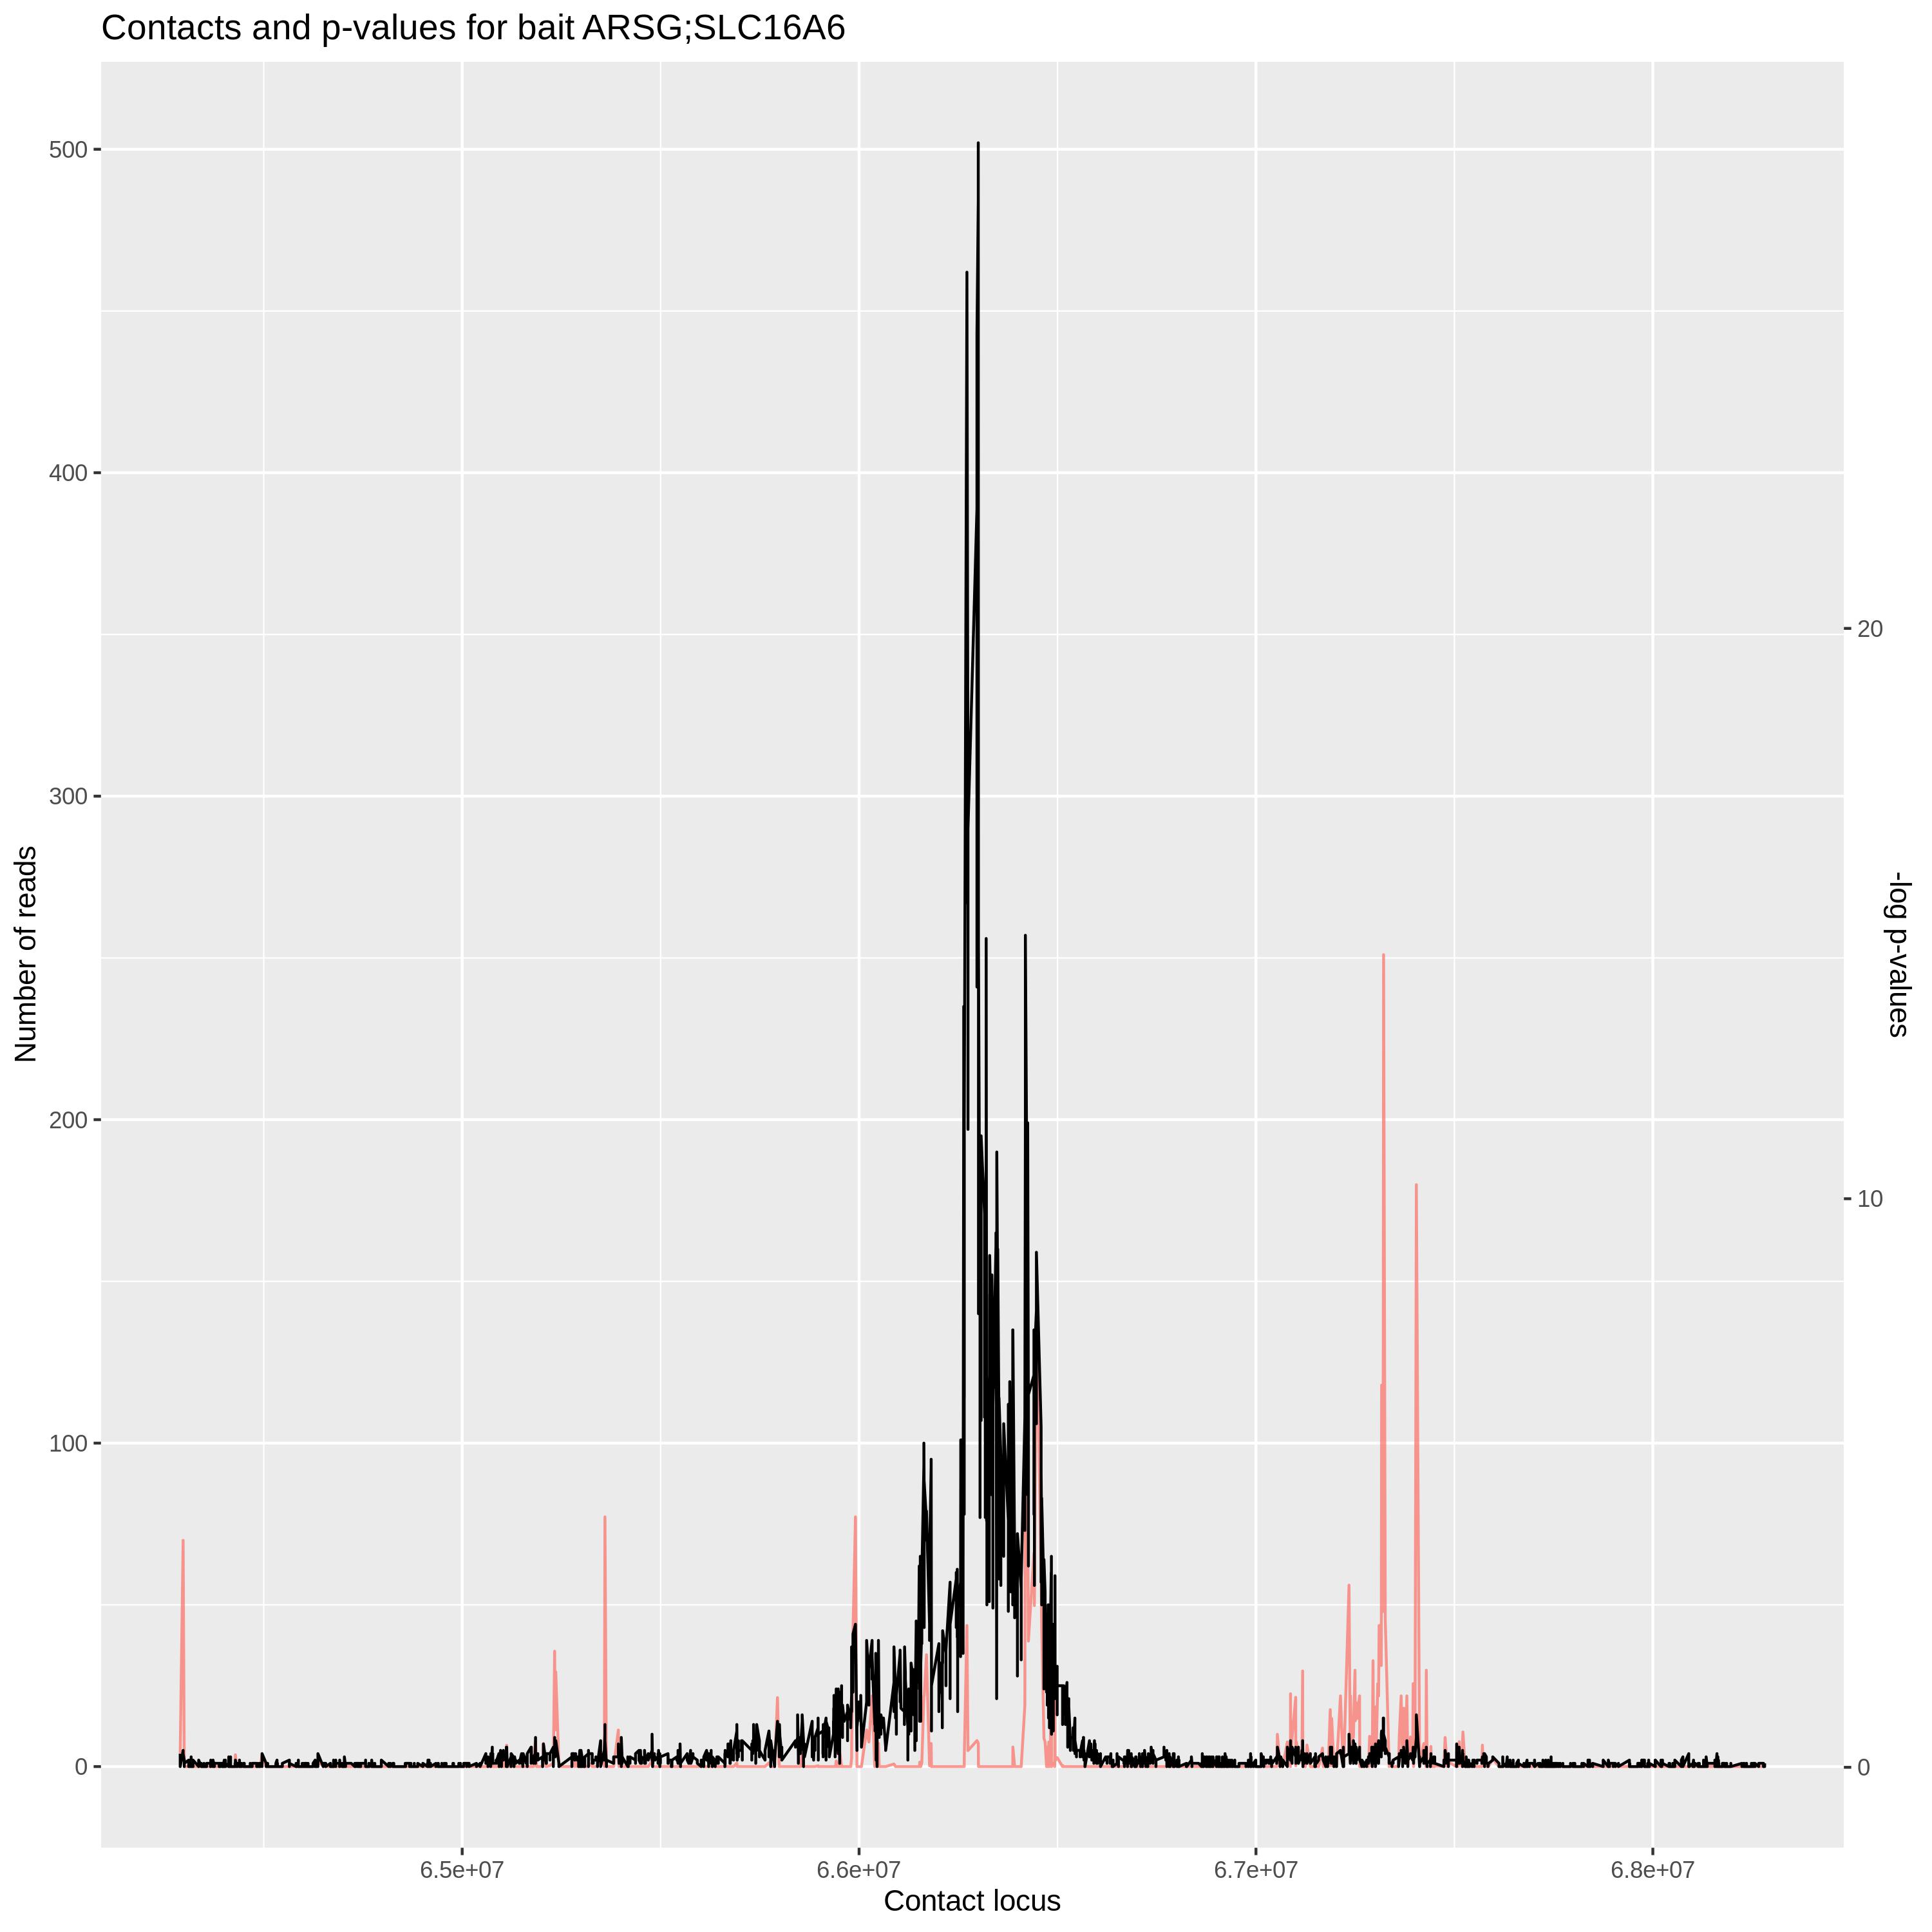 Contacts and p-values for bait ARSG;SLC16A6
500
400
300
200
100
0
Number of reads
20
10
0
-log p-values
6.5e+07
6.6e+07
6.7e+07
6.8e+07
Contact locus